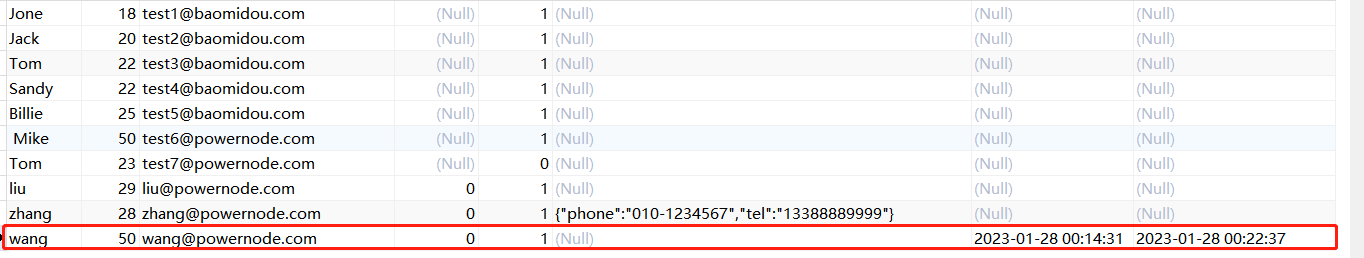 Jone 18 test1@baomidou.com (Null) 1 (Null) (Null) (Null)
Jack 20 test2@baomidou.com (Null) 1 (Null) (Null) (Null)
Tom 22 test3@baomidou.com (Null) 1 (Null) (Null) (Null)
Sandy 22 test4@baomidou.com (Null) 1 (Null) (Null) (Null)
Billie 25 test5@baomidou.com (Null) 1 (Null) (Null) (Null)
Mike 50 test6@powernode.com (Null) 1 (Null) (Null) (Null)
Tom 23 test7@powernode.com (Null) 0 (Null) (Null) (Null)
liu 29 liu@powernode.com 0 1 (Null) (Null) (Null)
zhang 28 zhang@powernode.com 0 1 {"phone":"010-1234567","tel":"13388889999"} (Null) (Null)
wang 50 wang@powernode.com 0 1 (Null) 2023-01-28 00:14:31 2023-01-28 00:22:37